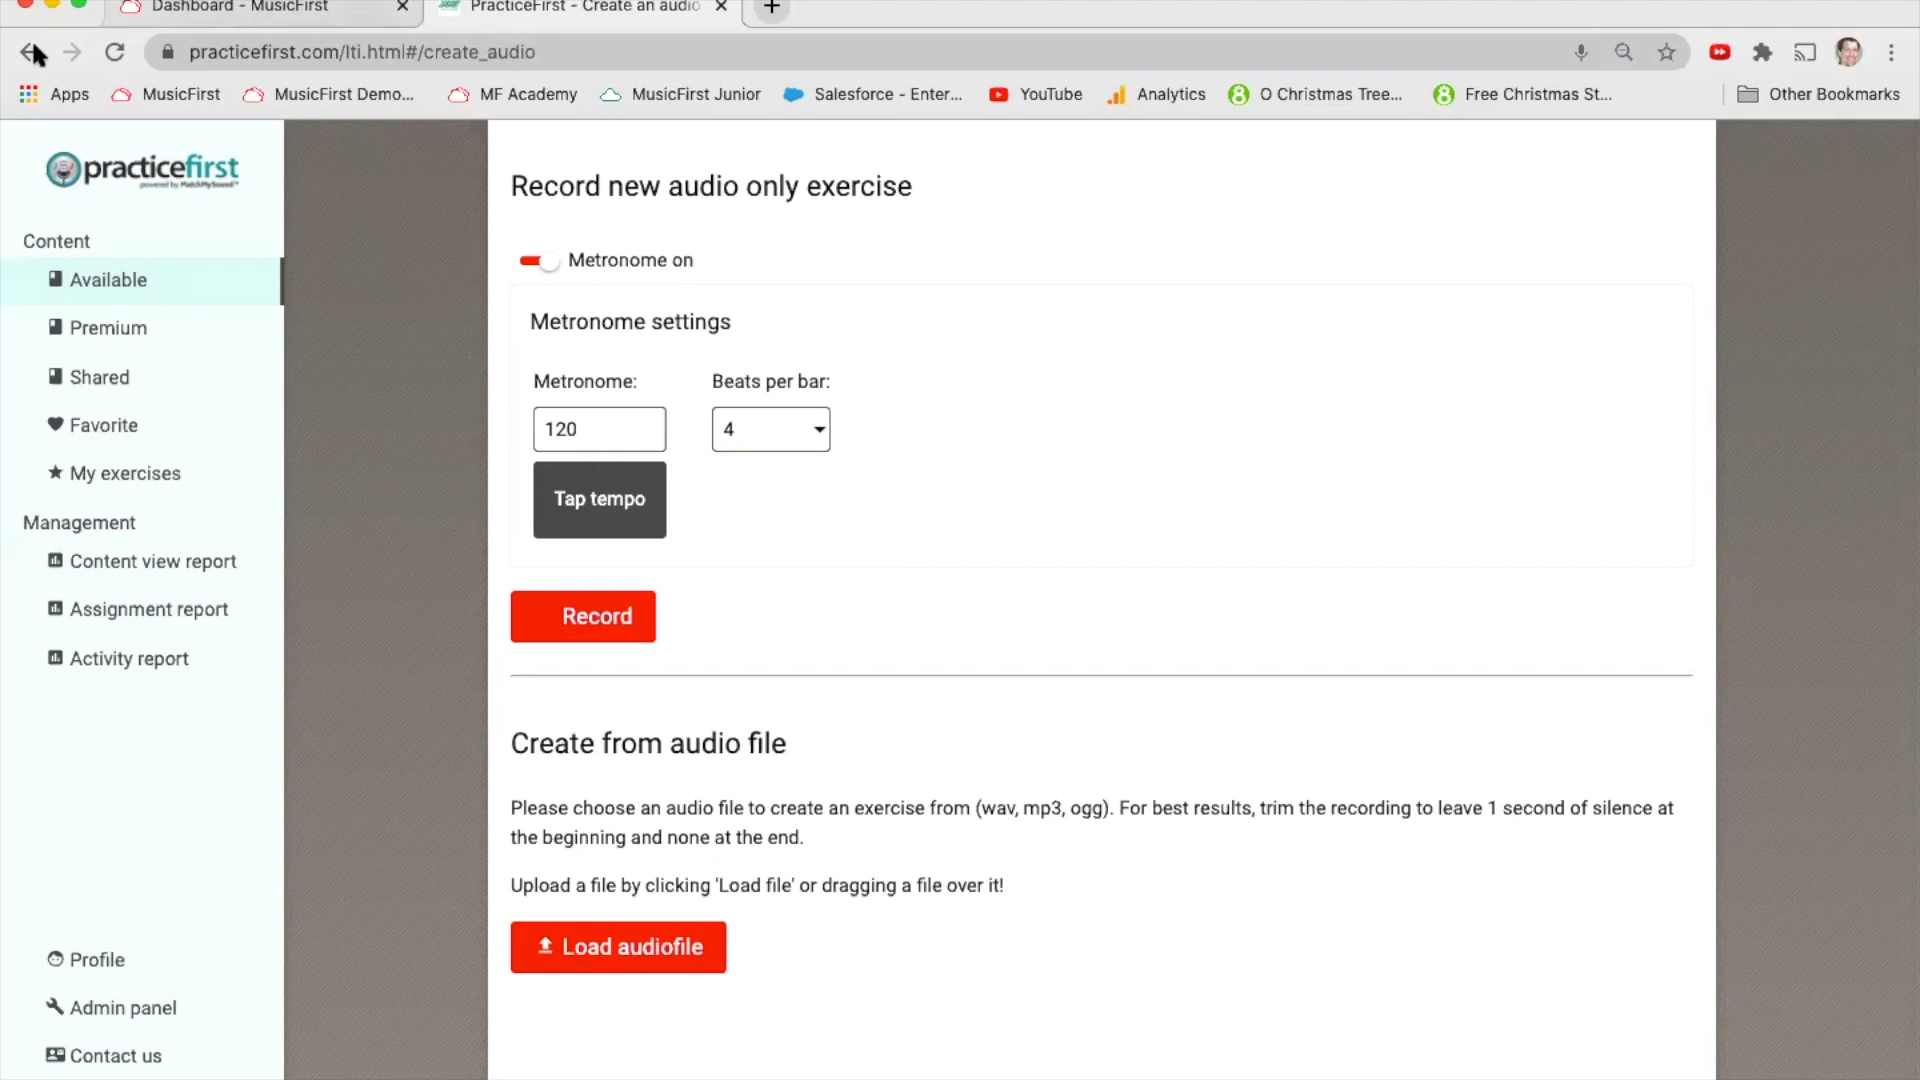 Dashboard - MusicFirst
PracticeFirst - Create an audio
practicefirst.com/lti.html#/create_audio
Apps MusicFirst MusicFirst Demo... MF Academy MusicFirst Junior Salesforce - Enter... YouTube Analytics O Christmas Tree... Free Christmas St... Other Bookmarks
practicefirst
powered by MatchMySound™
Content
Available
Premium
Shared
Favorite
My exercises
Management
Content view report
Assignment report
Activity report
Profile
Admin panel
Contact us
Record new audio only exercise
Metronome on
Metronome settings
Metronome: Beats per bar:
120 4
Tap tempo
Record
Create from audio file
Please choose an audio file to create an exercise from (wav, mp3, ogg). For best results, trim the recording to leave 1 second of silence at
the beginning and none at the end.
Upload a file by clicking 'Load file' or dragging a file over it!
Load audiofile